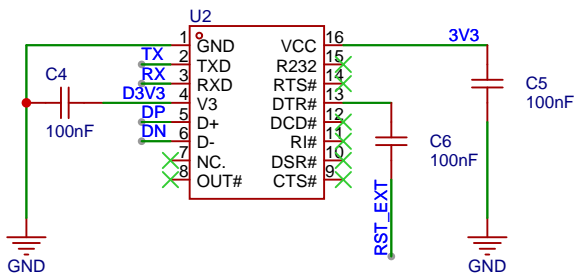 U2
1 GND VCC 16 3V3
TX 2 TXD R232 15
RX 3 RXD RTS# 14
C4 D3V3 4 V3 DTR# 13 C5
100nF DP 5 D+ DCD# 12 C6 100nF
DN 6 D- RI# 11 100nF
7 NC. DSR# 10
8 OUT# CTS# 9
RST_EXT
GND GND